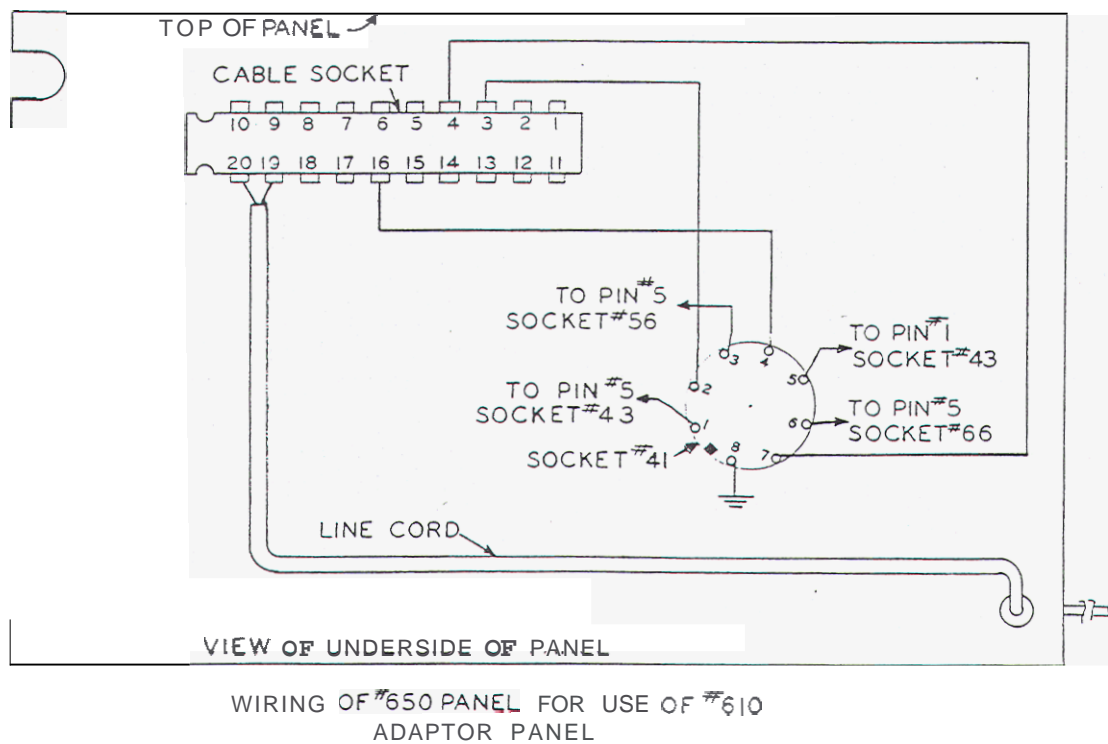 TOP OF PANEL
CABLE SOCKET
10 9 8 7 6 5 4 3 2 1
20 19 18 17 16 15 14 13 12 11
TO PIN #5
SOCKET #56
3 4
TO PIN #1
SOCKET #43
5
2
TO PIN #5
SOCKET #43
1
6
TO PIN #5
SOCKET #66
SOCKET #41
8 7
LINE CORD
VIEW OF UNDERSIDE OF PANEL
WIRING OF #650 PANEL FOR USE OF #610
ADAPTOR PANEL